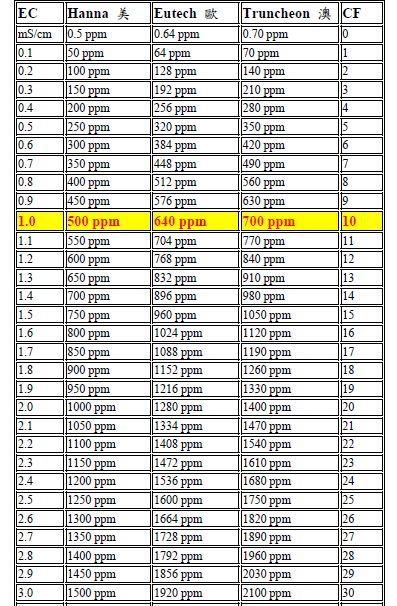 EC Hanna 美 Eutech 歐 Truncheon 澳 CF
mS/cm 0.5 ppm 0.64 ppm 0.70 ppm 0
0.1 50 ppm 64 ppm 70 ppm 1
0.2 100 ppm 128 ppm 140 ppm 2
0.3 150 ppm 192 ppm 210 ppm 3
0.4 200 ppm 256 ppm 280 ppm 4
0.5 250 ppm 320 ppm 350 ppm 5
0.6 300 ppm 384 ppm 420 ppm 6
0.7 350 ppm 448 ppm 490 ppm 7
0.8 400 ppm 512 ppm 560 ppm 8
0.9 450 ppm 576 ppm 630 ppm 9
1.0 500 ppm 640 ppm 700 ppm 10
1.1 550 ppm 704 ppm 770 ppm 11
1.2 600 ppm 768 ppm 840 ppm 12
1.3 650 ppm 832 ppm 910 ppm 13
1.4 700 ppm 896 ppm 980 ppm 14
1.5 750 ppm 960 ppm 1050 ppm 15
1.6 800 ppm 1024 ppm 1120 ppm 16
1.7 850 ppm 1088 ppm 1190 ppm 17
1.8 900 ppm 1152 ppm 1260 ppm 18
1.9 950 ppm 1216 ppm 1330 ppm 19
2.0 1000 ppm 1280 ppm 1400 ppm 20
2.1 1050 ppm 1334 ppm 1470 ppm 21
2.2 1100 ppm 1408 ppm 1540 ppm 22
2.3 1150 ppm 1472 ppm 1610 ppm 23
2.4 1200 ppm 1536 ppm 1680 ppm 24
2.5 1250 ppm 1600 ppm 1750 ppm 25
2.6 1300 ppm 1664 ppm 1820 ppm 26
2.7 1350 ppm 1728 ppm 1890 ppm 27
2.8 1400 ppm 1792 ppm 1960 ppm 28
2.9 1450 ppm 1856 ppm 2030 ppm 29
3.0 1500 ppm 1920 ppm 2100 ppm 30